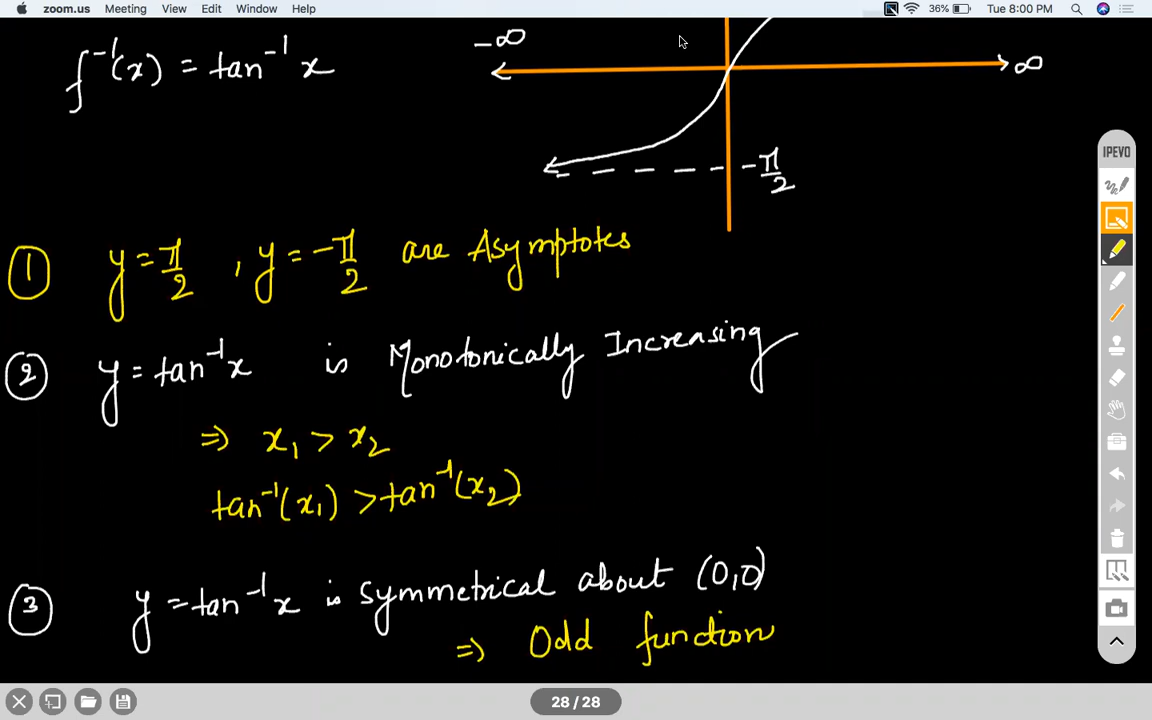 zoom.us Meeting View Edit Window Help 36% Tue 8:00 PM
f⁻¹(x) = tan⁻¹ x
-∞
∞
-π/2
IPEVO
① y = π/2 , y = -π/2 are Asymptotes
② y = tan⁻¹x is Monotonically Increasing
⇒ x₁ > x₂
tan⁻¹(x₁) > tan⁻¹(x₂)
③ y = tan⁻¹ x is symmetrical about (0,0)
⇒ Odd function
28 / 28